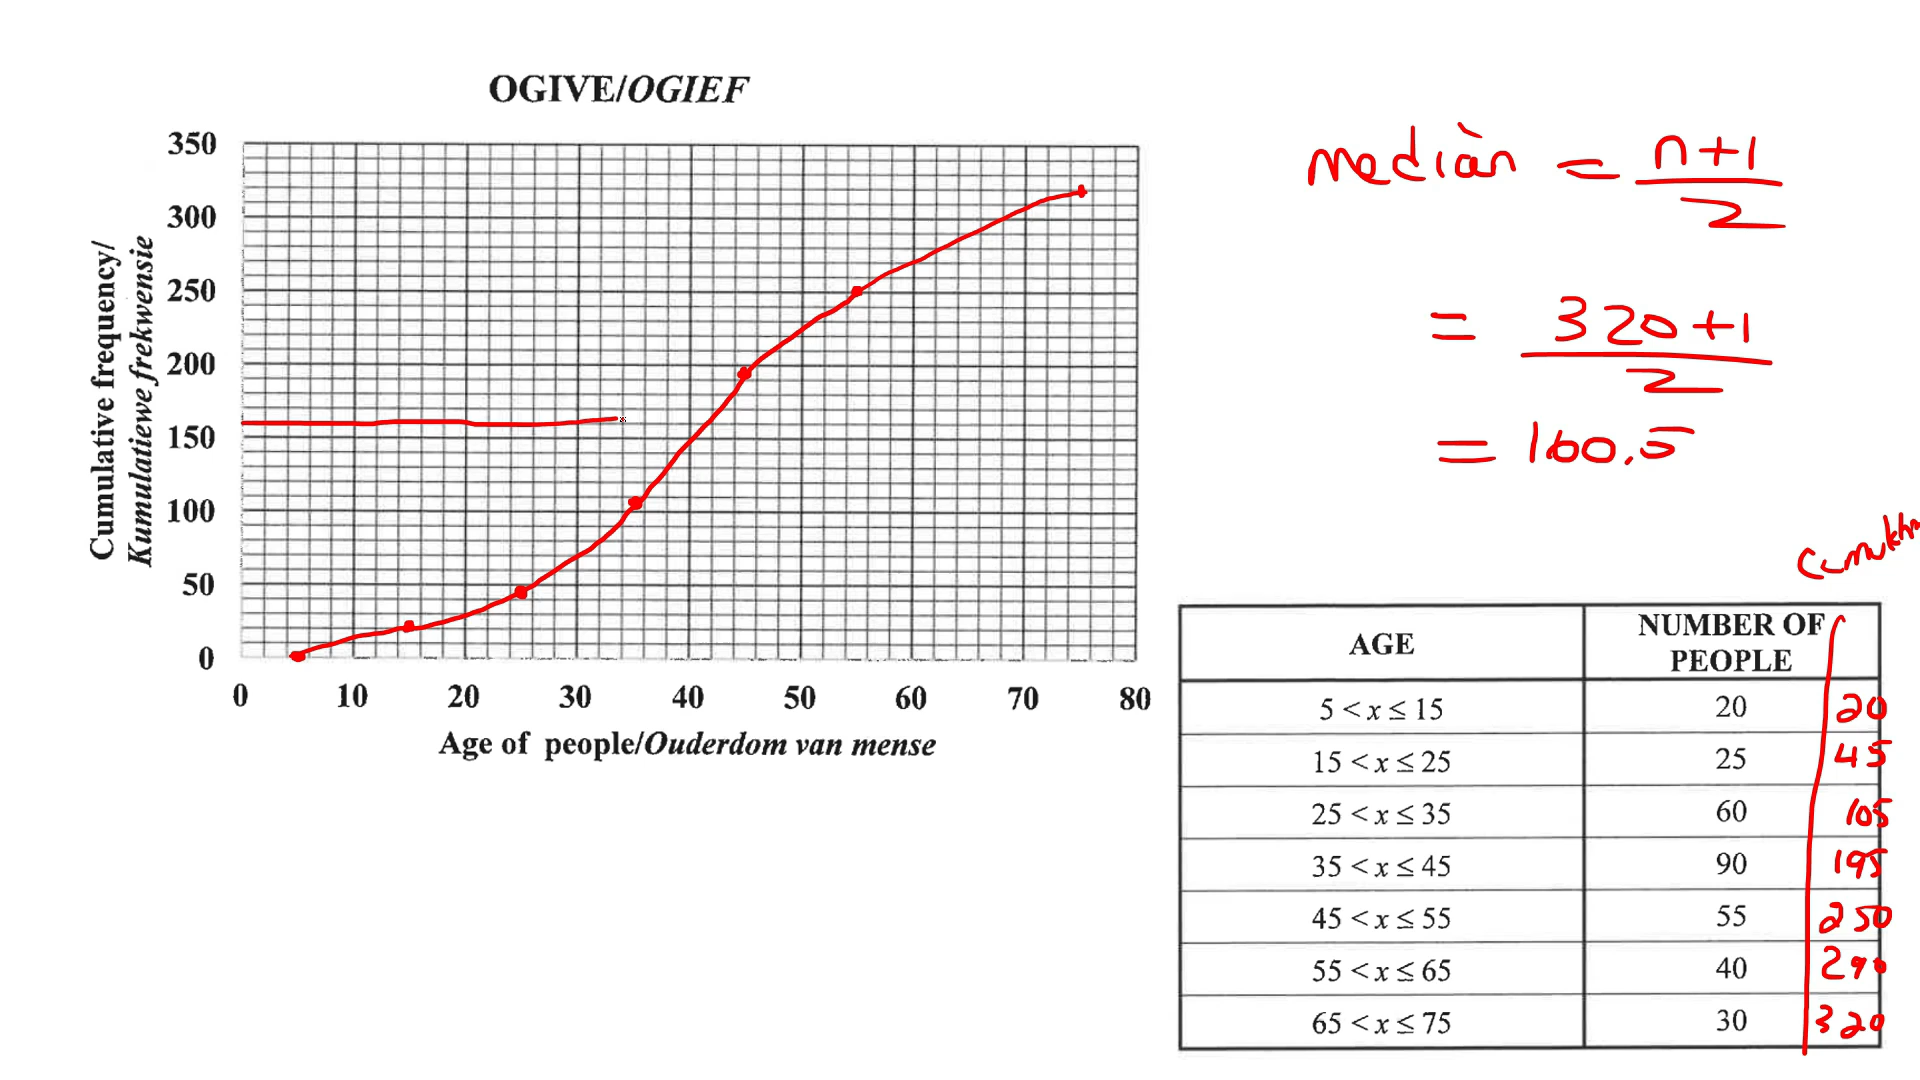 OGIVE/OGIEF
350
300
250
200
150
100
50
0
Cumulative frequency/
Kumulatiewe frekwensie
0 10 20 30 40 50 60 70 80
Age of people/Ouderdom van mense
median = n+1
2
= 320+1
2
= 160.5
AGE NUMBER OF PEOPLE
5 < x ≤ 15 20 20
15 < x ≤ 25 25 45
25 < x ≤ 35 60 105
35 < x ≤ 45 90 195
45 < x ≤ 55 55 250
55 < x ≤ 65 40 290
65 < x ≤ 75 30 320